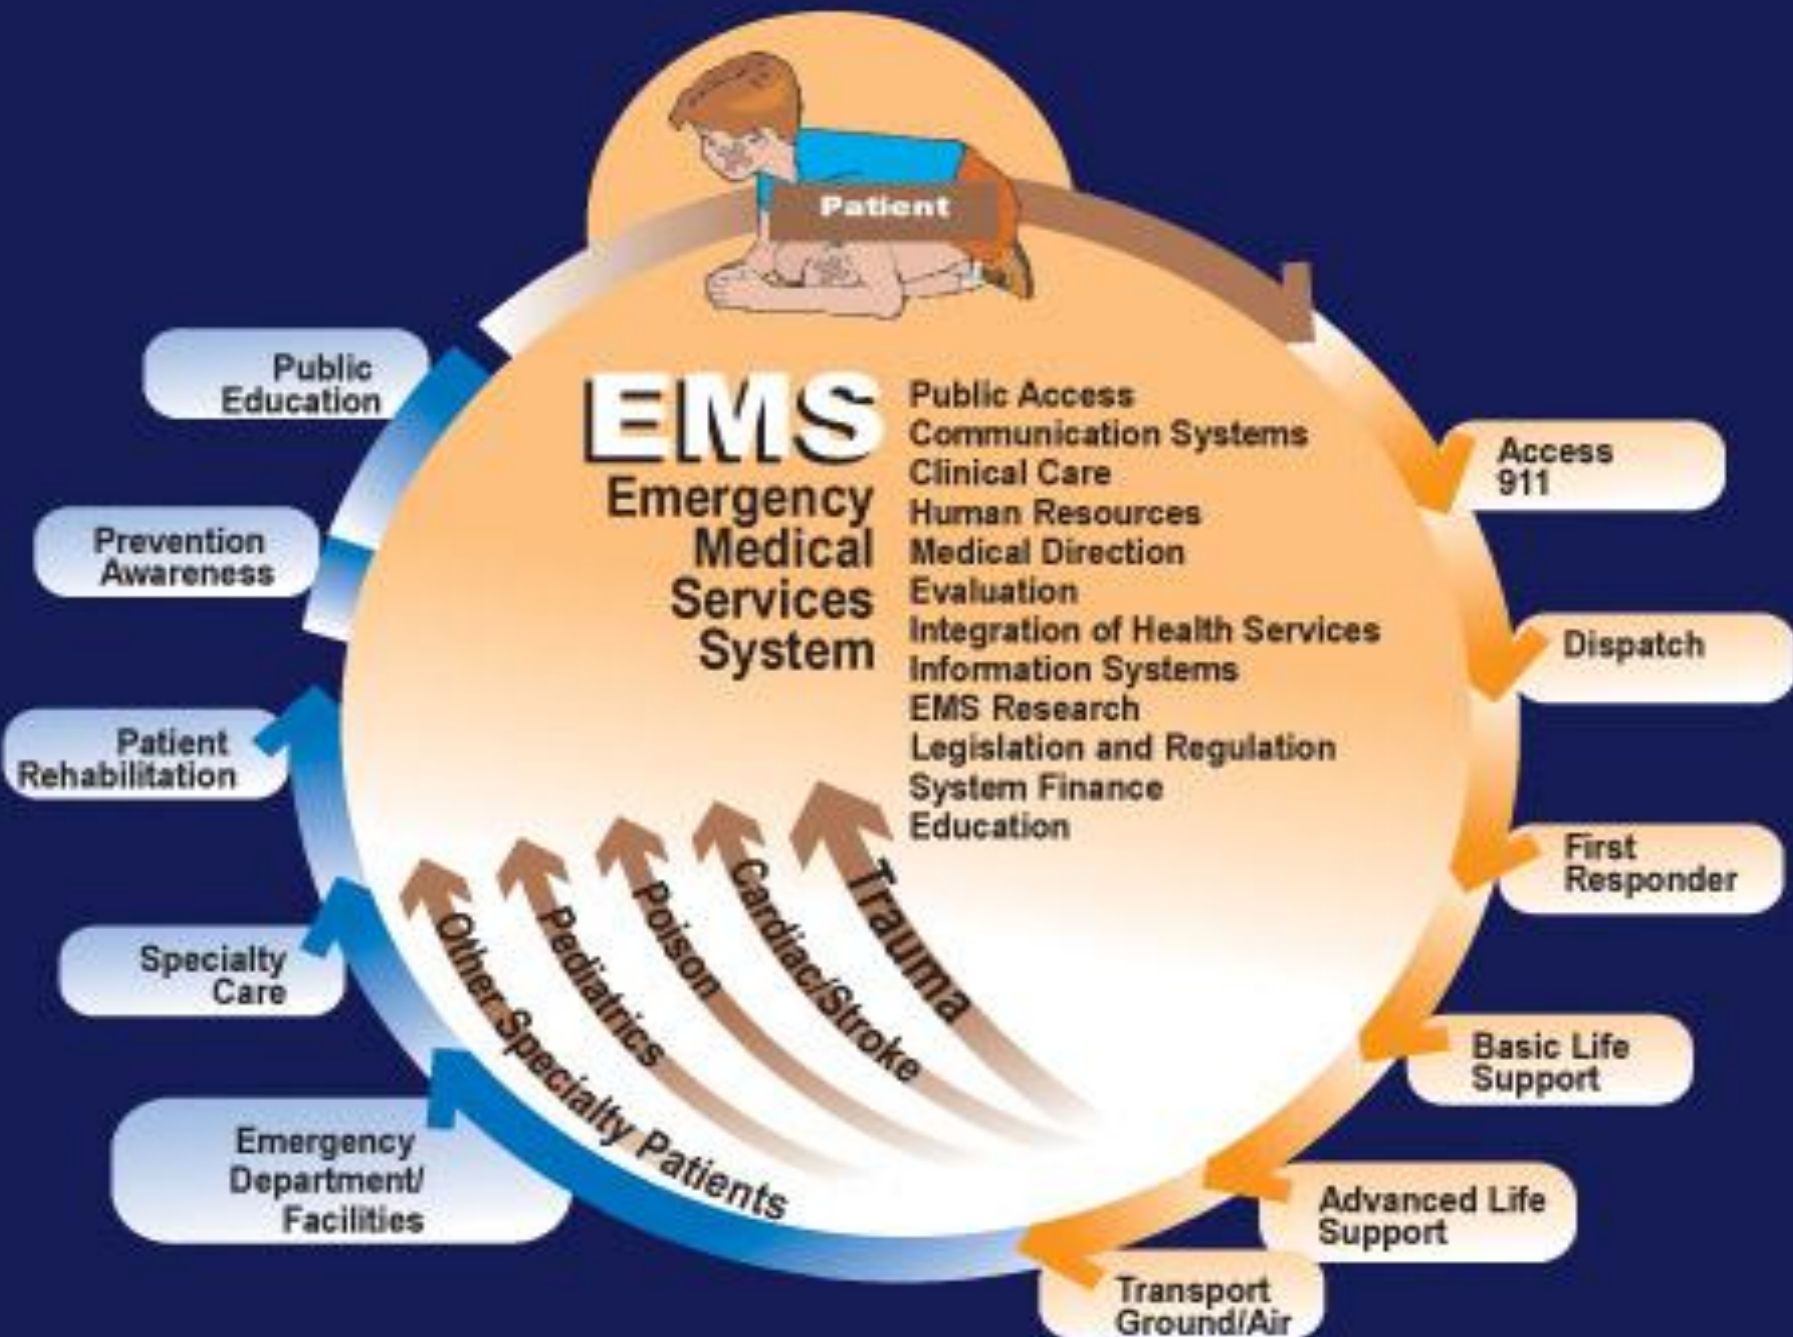 Patient
EMS
Emergency
Medical
Services
System
Public Access
Communication Systems
Clinical Care
Human Resources
Medical Direction
Evaluation
Integration of Health Services
Information Systems
EMS Research
Legislation and Regulation
System Finance
Education
Access
911
Dispatch
First
Responder
Basic Life
Support
Advanced Life
Support
Transport
Ground/Air
Emergency
Department/
Facilities
Specialty
Care
Patient
Rehabilitation
Prevention
Awareness
Public
Education
Other Specialty Patients
Pediatrics
Poison
Cardiac/Stroke
Trauma